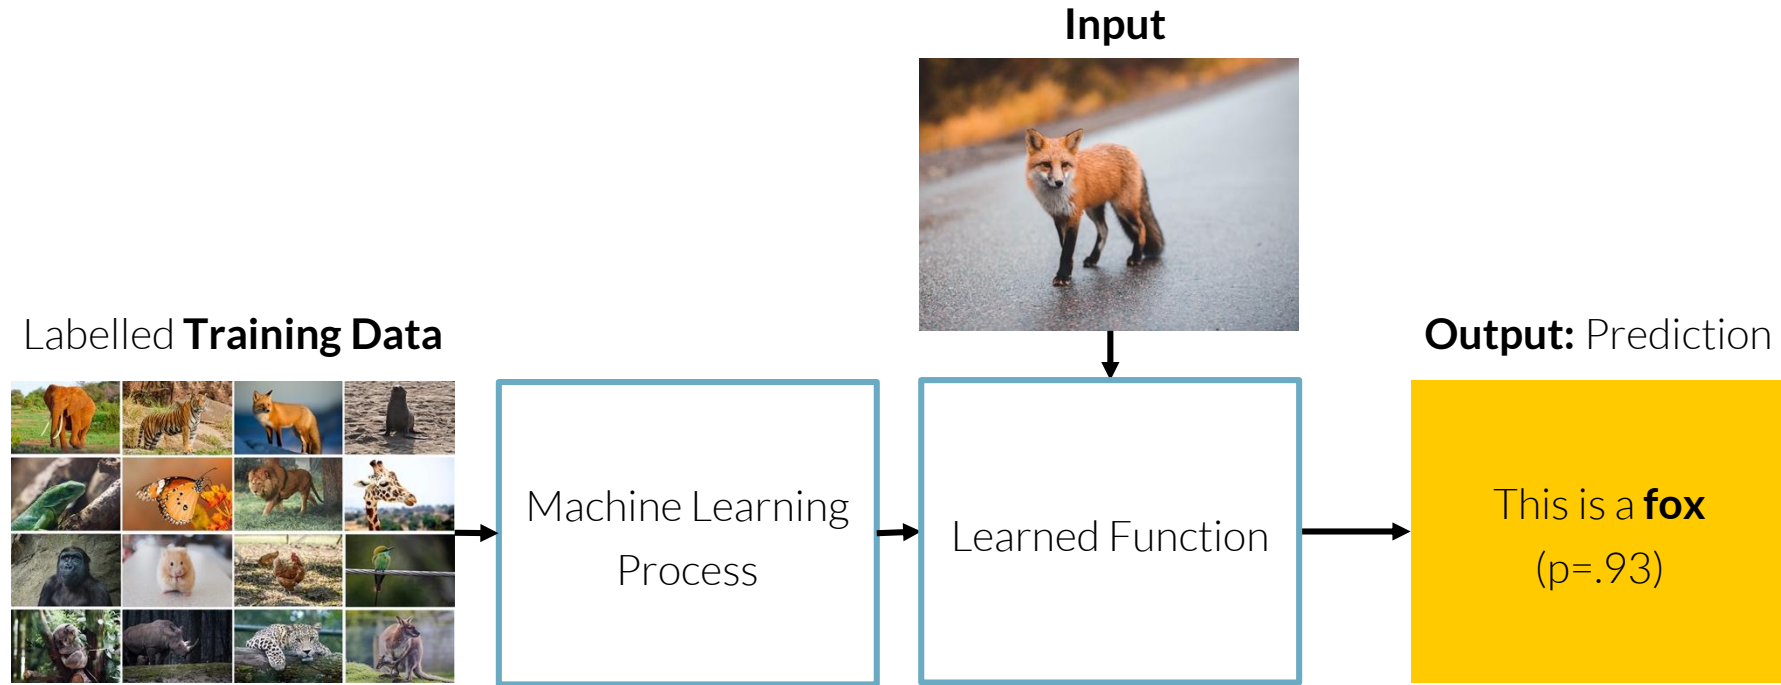 Input
Labelled Training Data
Output: Prediction
Machine Learning
Process
Learned Function
This is a fox
(p=.93)